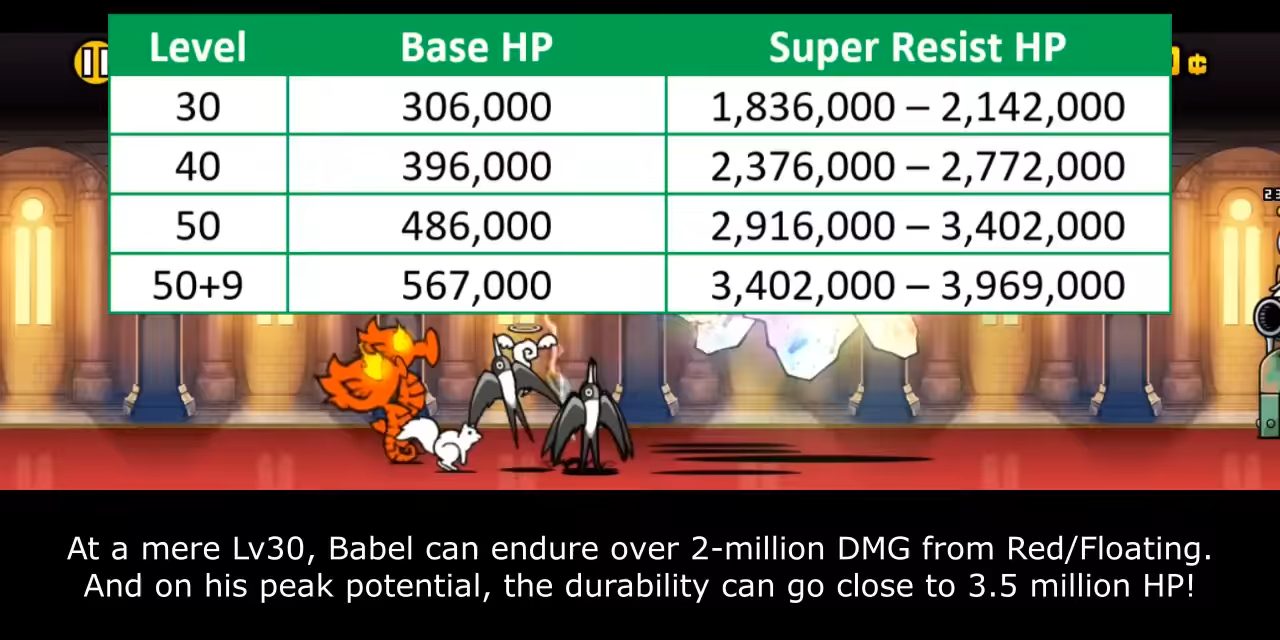 Level Base HP Super Resist HP
30 306,000 1,836,000 – 2,142,000
40 396,000 2,376,000 – 2,772,000
50 486,000 2,916,000 – 3,402,000
50+9 567,000 3,402,000 – 3,969,000
At a mere Lv30, Babel can endure over 2-million DMG from Red/Floating.
And on his peak potential, the durability can go close to 3.5 million HP!